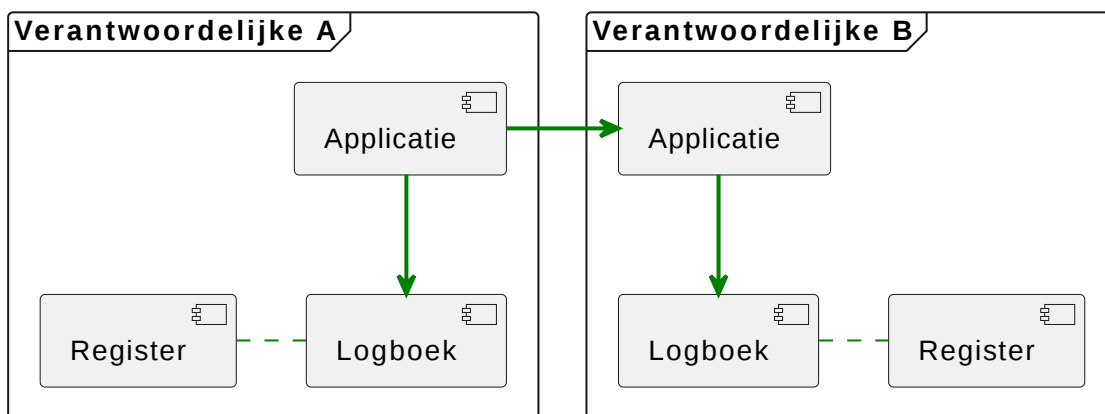 Verantwoordelijke A
Verantwoordelijke B
Applicatie
Applicatie
Register
Logboek
Logboek
Register